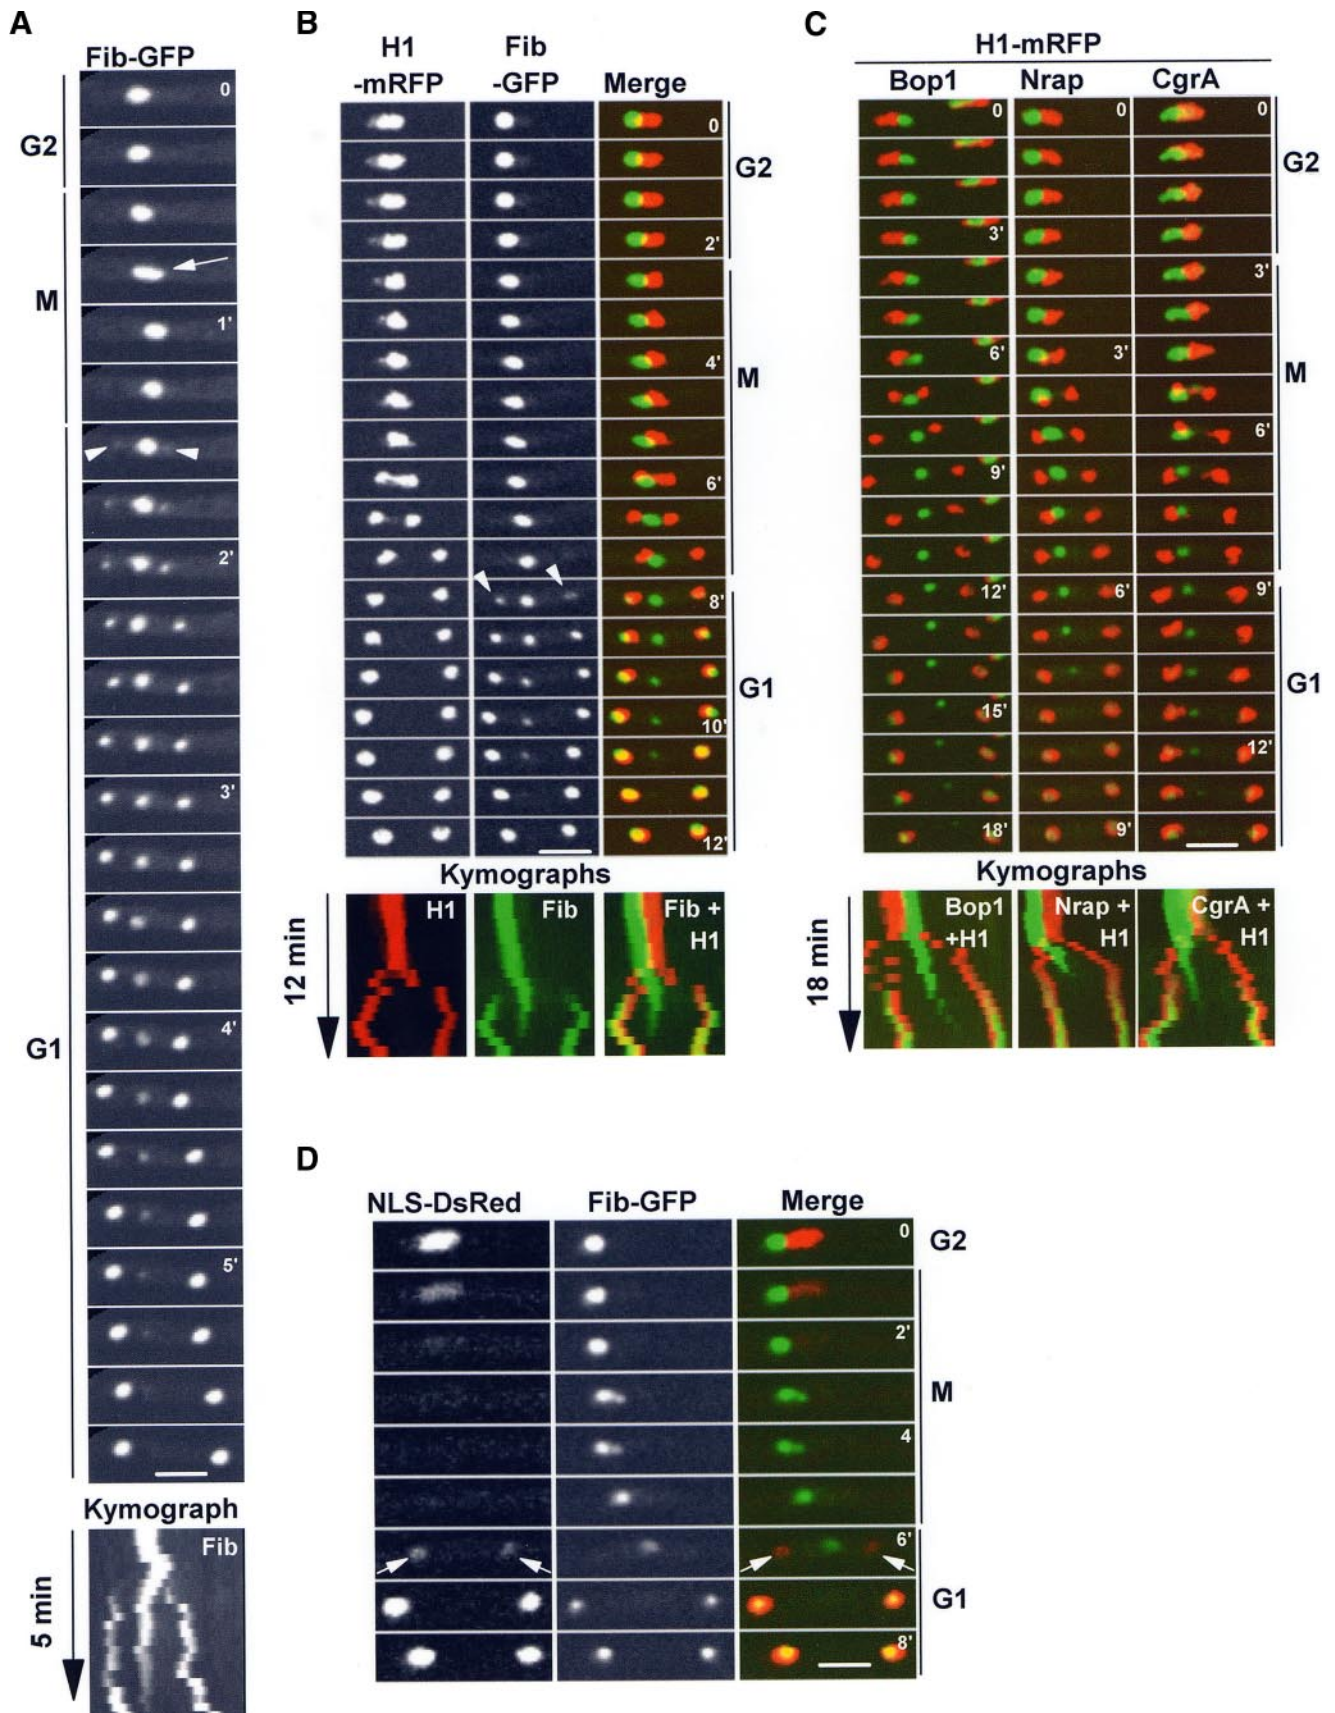 A
Fib-GFP
G2
M
G1
0
1'
2'
3'
4'
5'
Kymograph
5 min
Fib
B
H1
-mRFP
Fib
-GFP
Merge
0
2'
4'
6'
8'
10'
12'
G2
M
G1
Kymographs
12 min
H1
Fib
Fib +
H1
C
H1-mRFP
Bop1
Nrap
CgrA
0
0
0
3'
3'
6'
3'
6'
9'
12'
6'
9'
15'
12'
18'
9'
G2
M
G1
Kymographs
18 min
Bop1
+H1
Nrap +
H1
CgrA +
H1
D
NLS-DsRed
Fib-GFP
Merge
0
G2
2'
M
4
6'
G1
8'